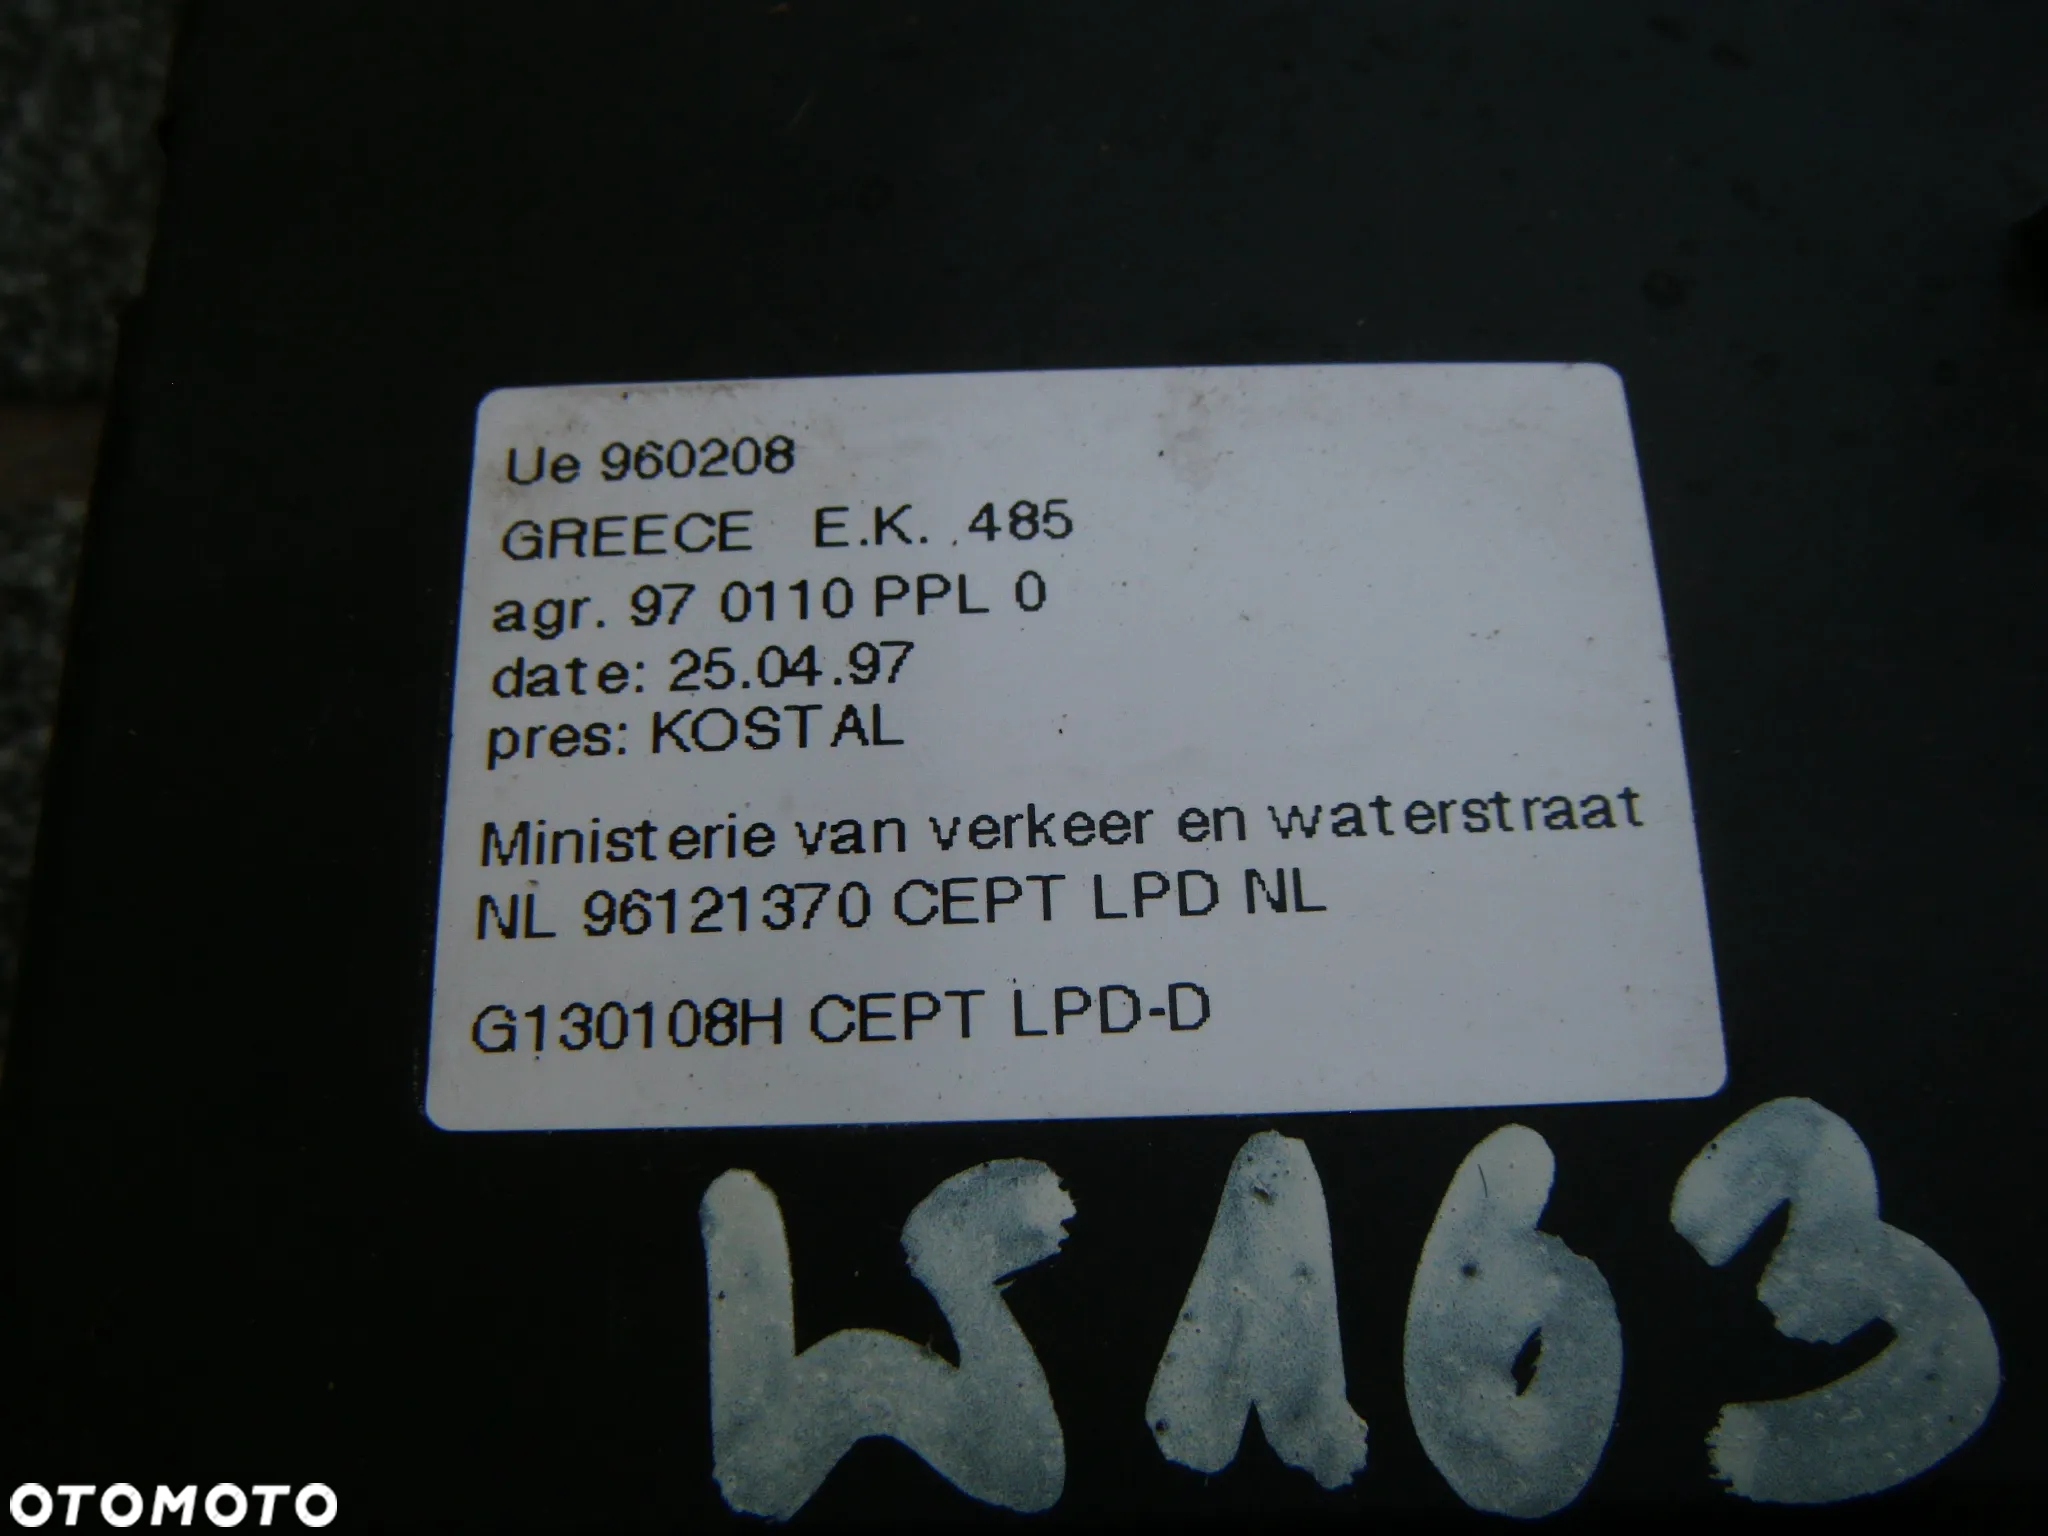 Ue 960208
GREECE E.K. 485
agr. 97 0110 PPL 0
date: 25.04.97
pres: KOSTAL
Ministerie van verkeer en waterstraat
NL 96121370 CEPT LPD NL
G130108H CEPT LPD-D
W163
OTOMOTO